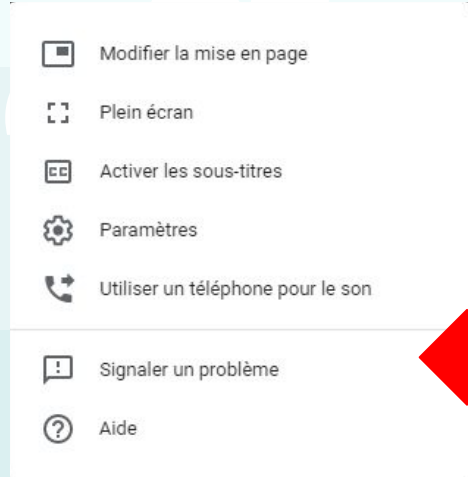 Modifier la mise en page
Plein écran
CC
Activer les sous-titres
Paramètres
Utiliser un téléphone pour le son
Signaler un problème
Aide